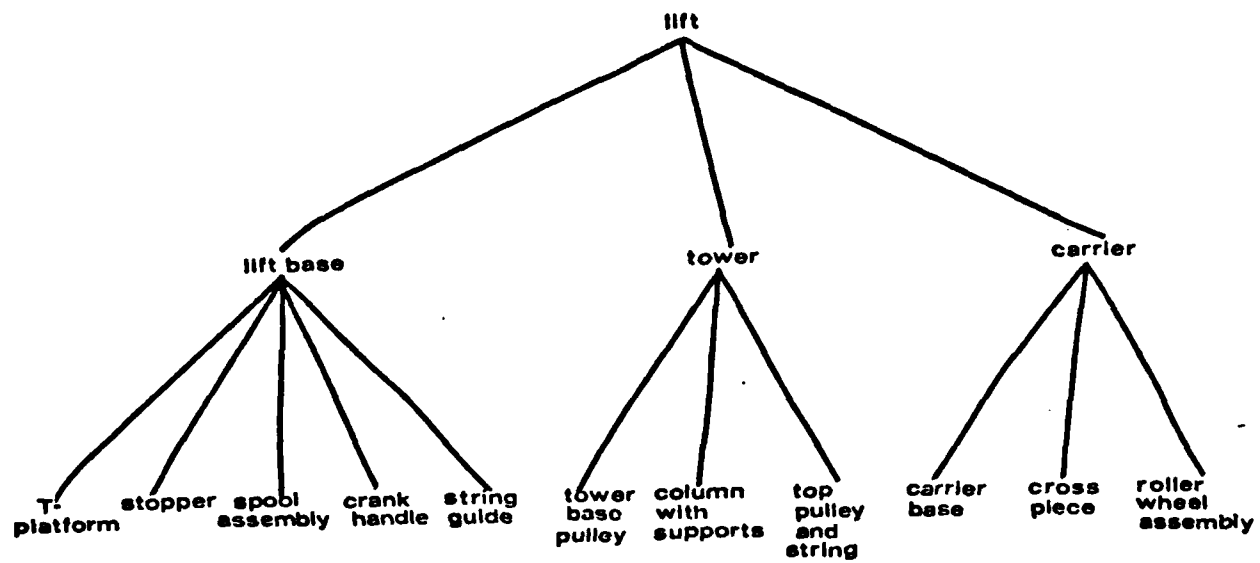 lift
lift base
tower
carrier
T-
platform
stopper
spool
assembly
crank
handle
string
guide
tower
base
pulley
column
with
supports
top
pulley
and
string
carrier
base
cross
piece
roller
wheel
assembly